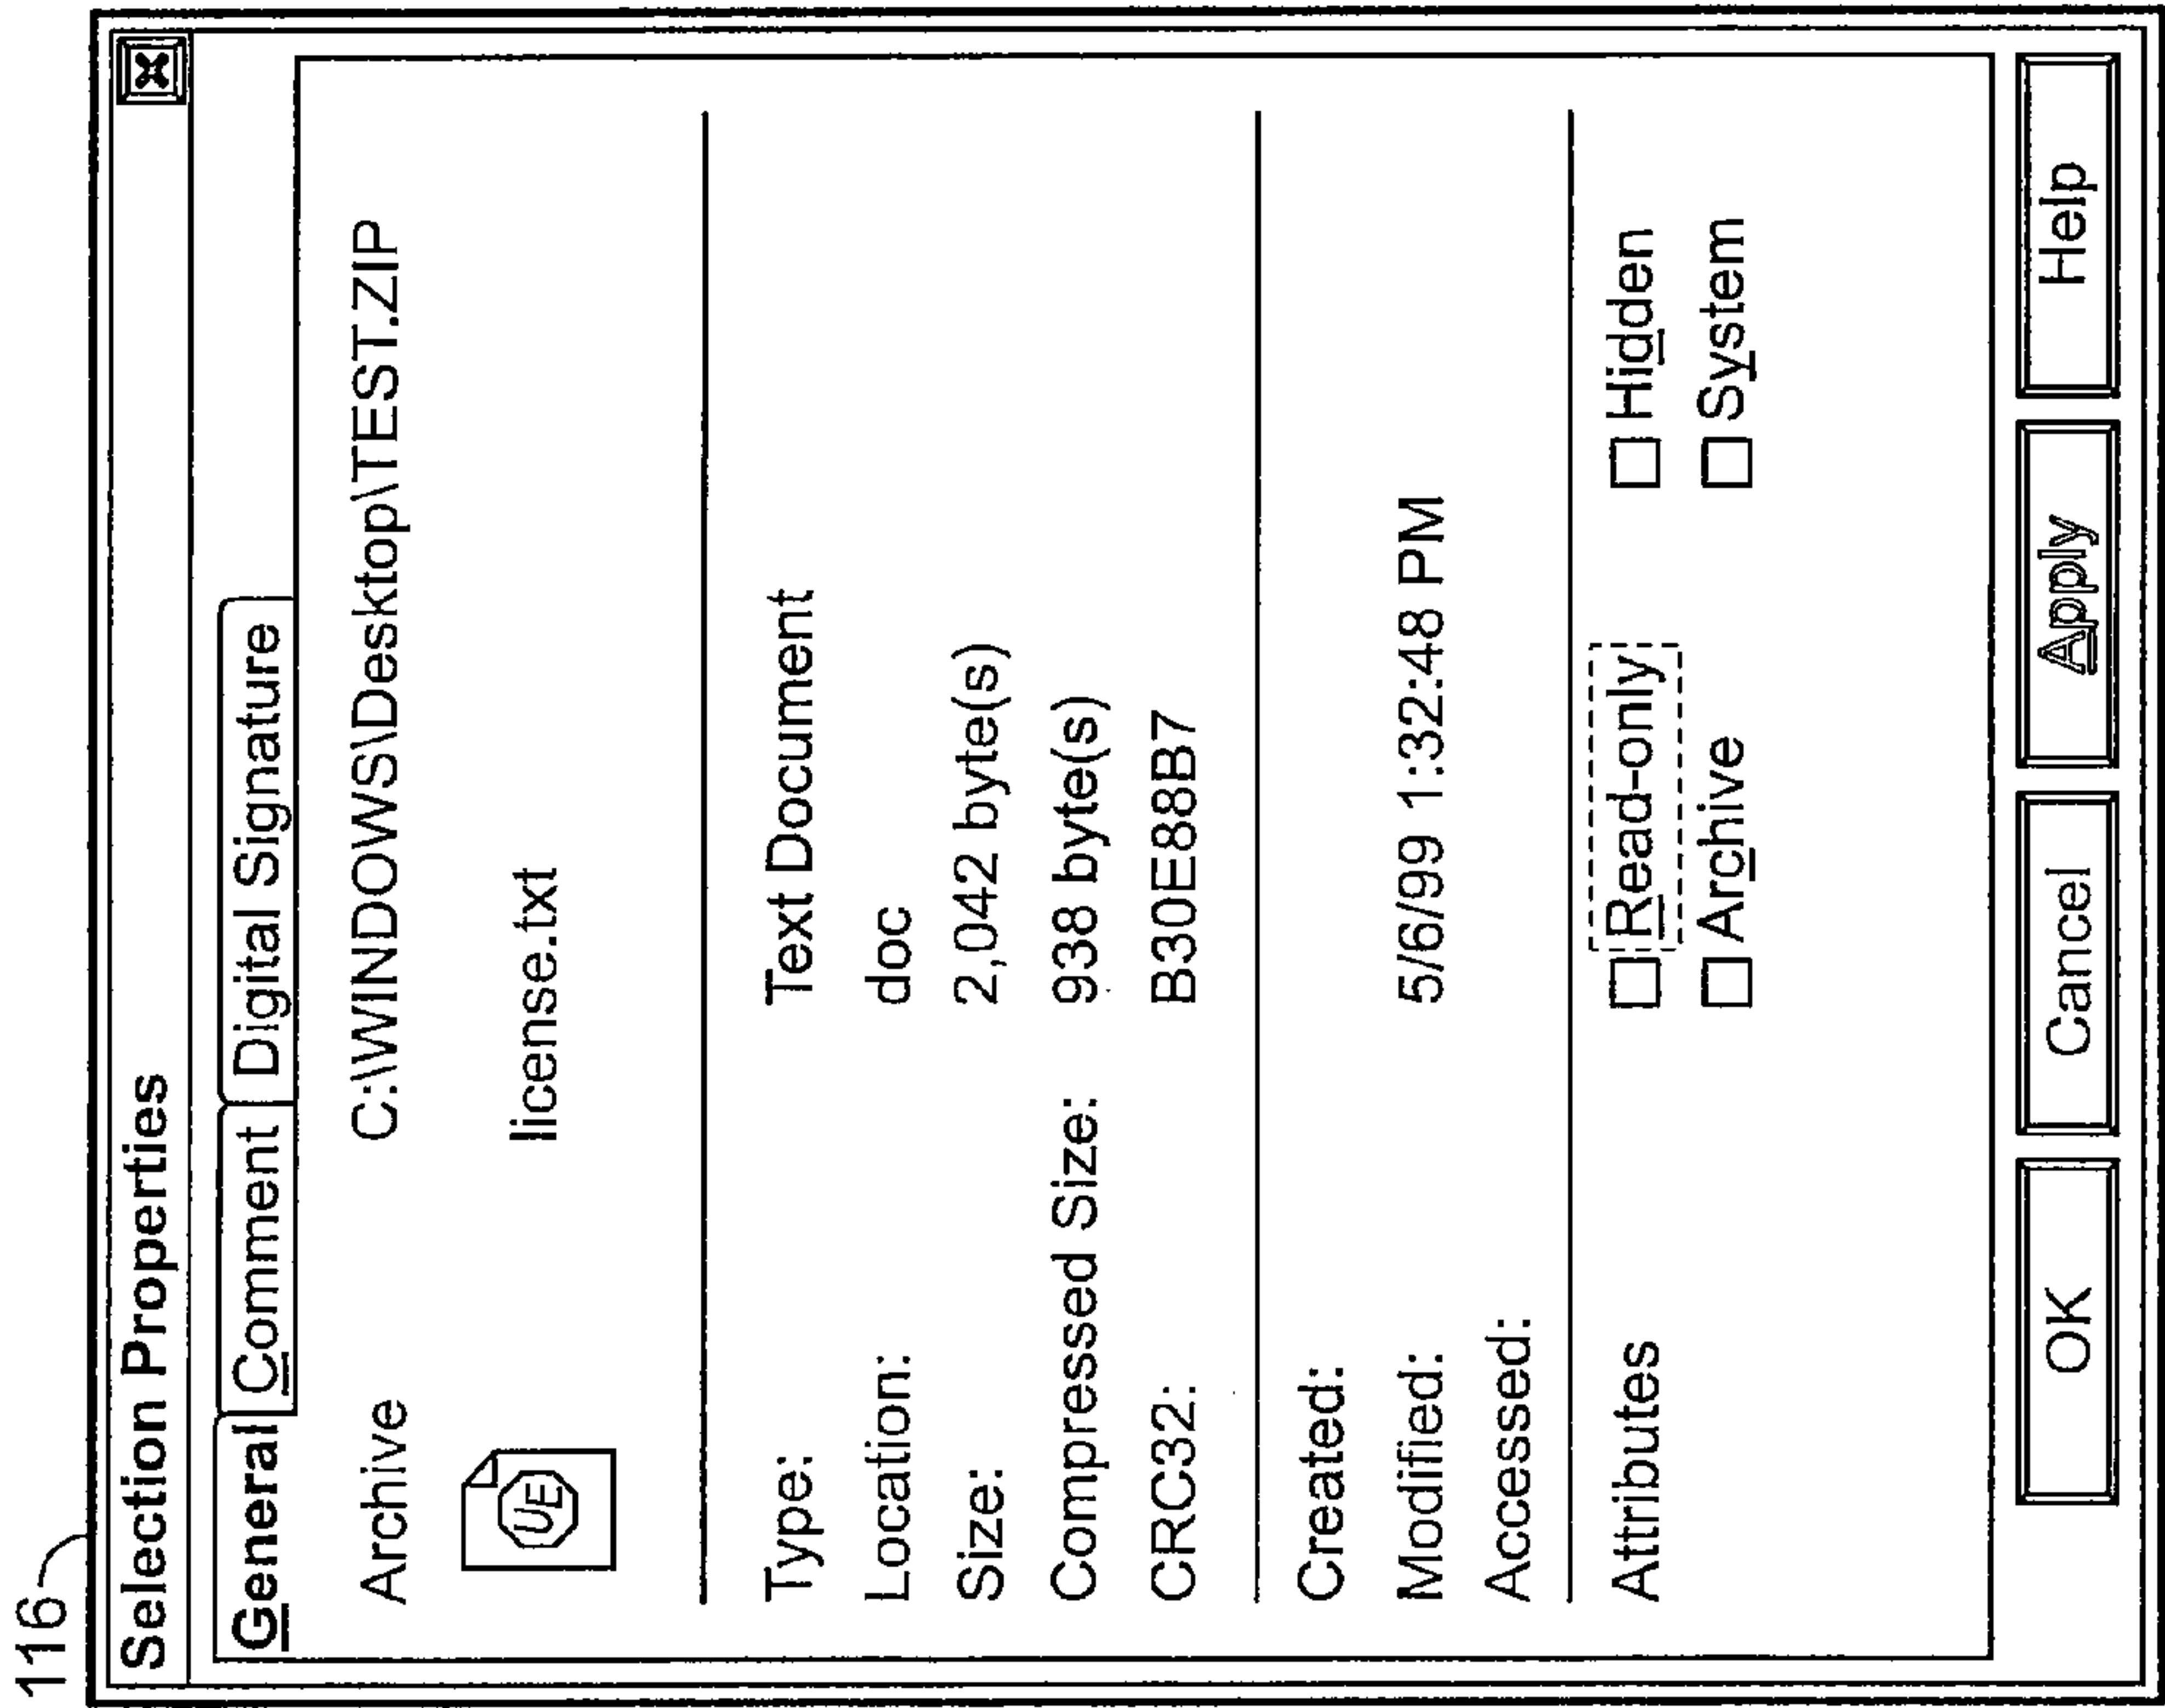 116
Selection Properties
General Comment Digital Signature
Archive C:\WINDOWS\Desktop\TEST.ZIP
UE license.txt
Type: Text Document
Location: doc
Size: 2,042 byte(s)
Compressed Size: 938 byte(s)
CRC32: B30E88B7
Created:
Modified: 5/6/99 1:32:48 PM
Accessed:
Attributes Read-only Hidden
Archive System
OK Cancel Apply Help